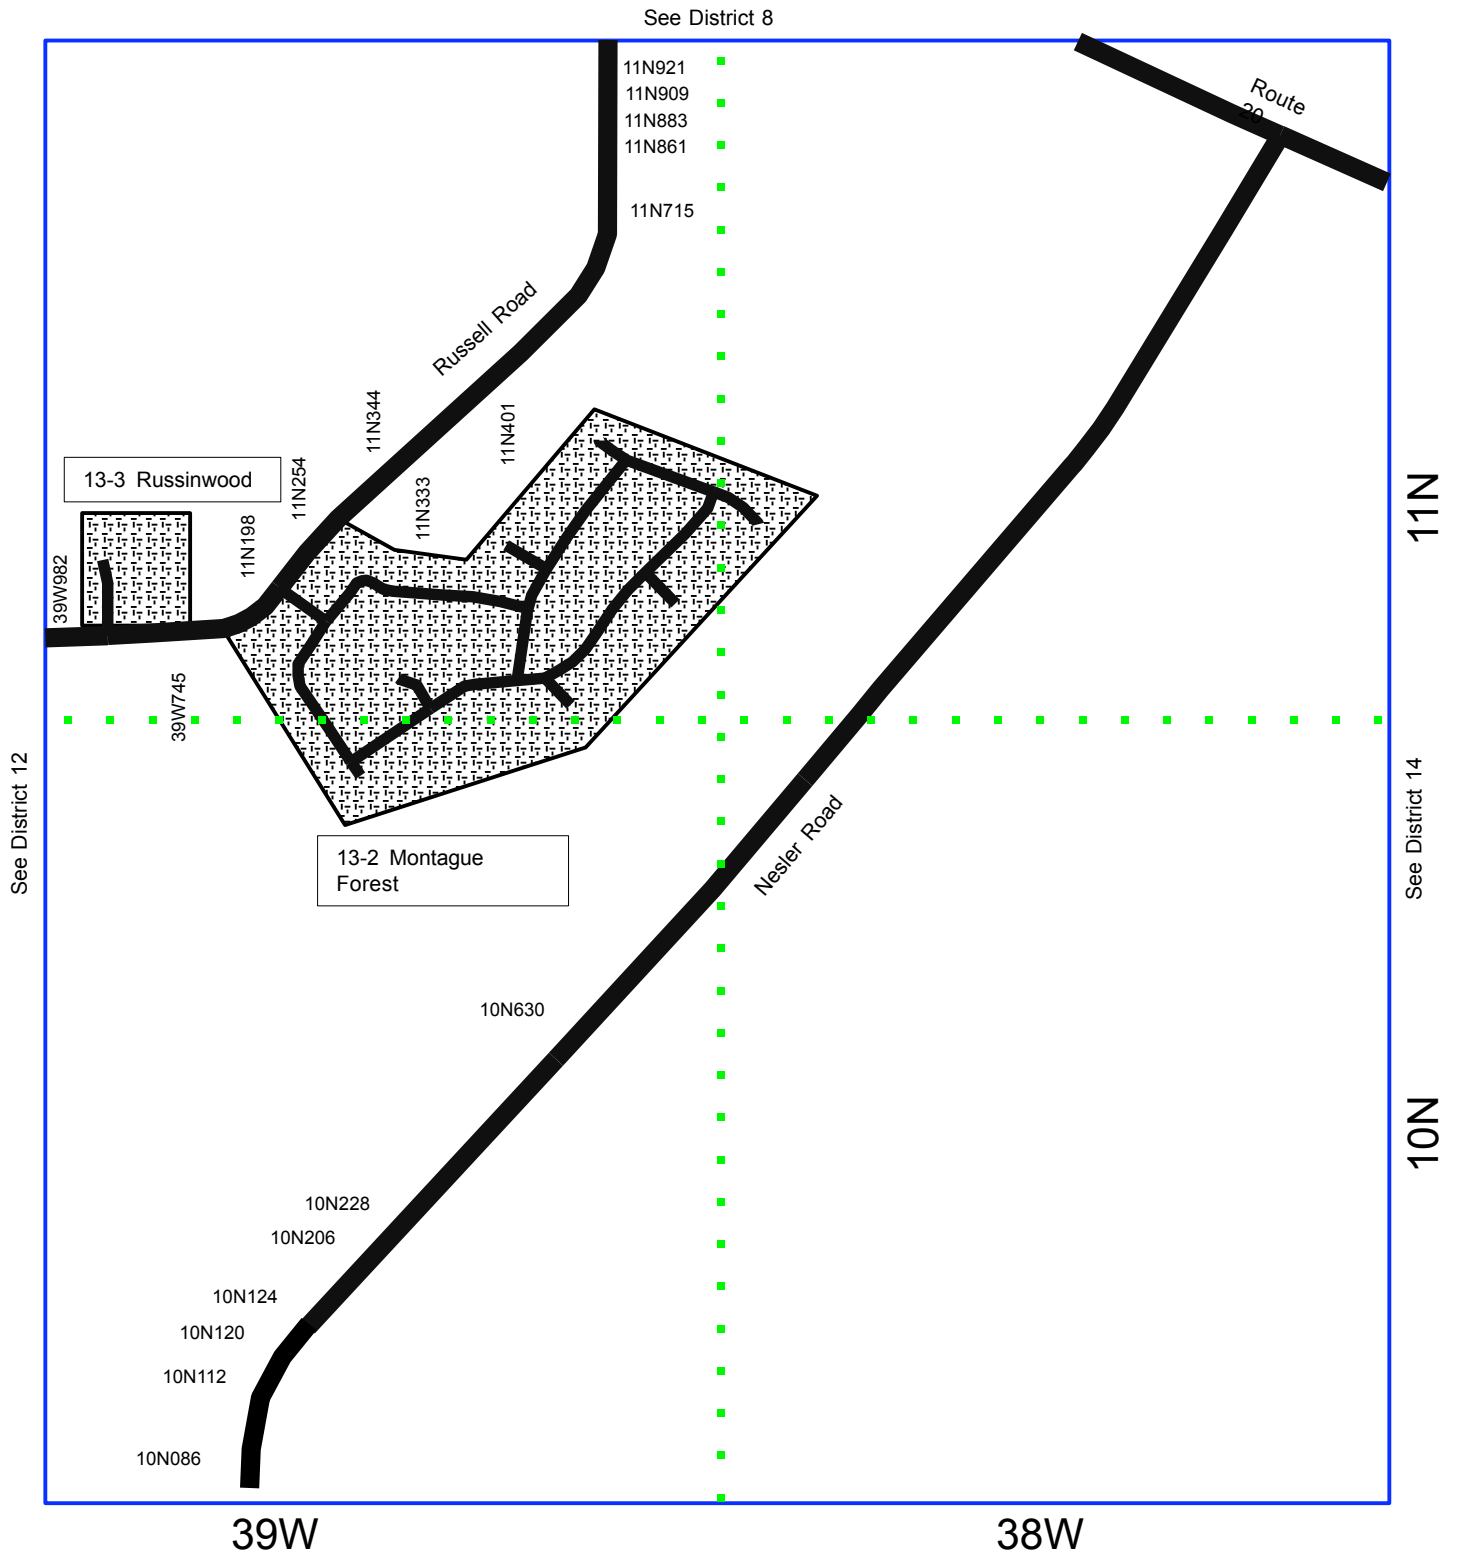 See District 8
11N921
11N909
11N883
11N861
11N715
Route
20
Russell Road
11N344
11N401
11N254
11N333
11N198
13-3 Russinwood
39W982
39W745
11N
See District 12
See District 14
13-2 Montague
Forest
Nesler Road
10N630
10N
10N228
10N206
10N124
10N120
10N112
10N086
39W
38W